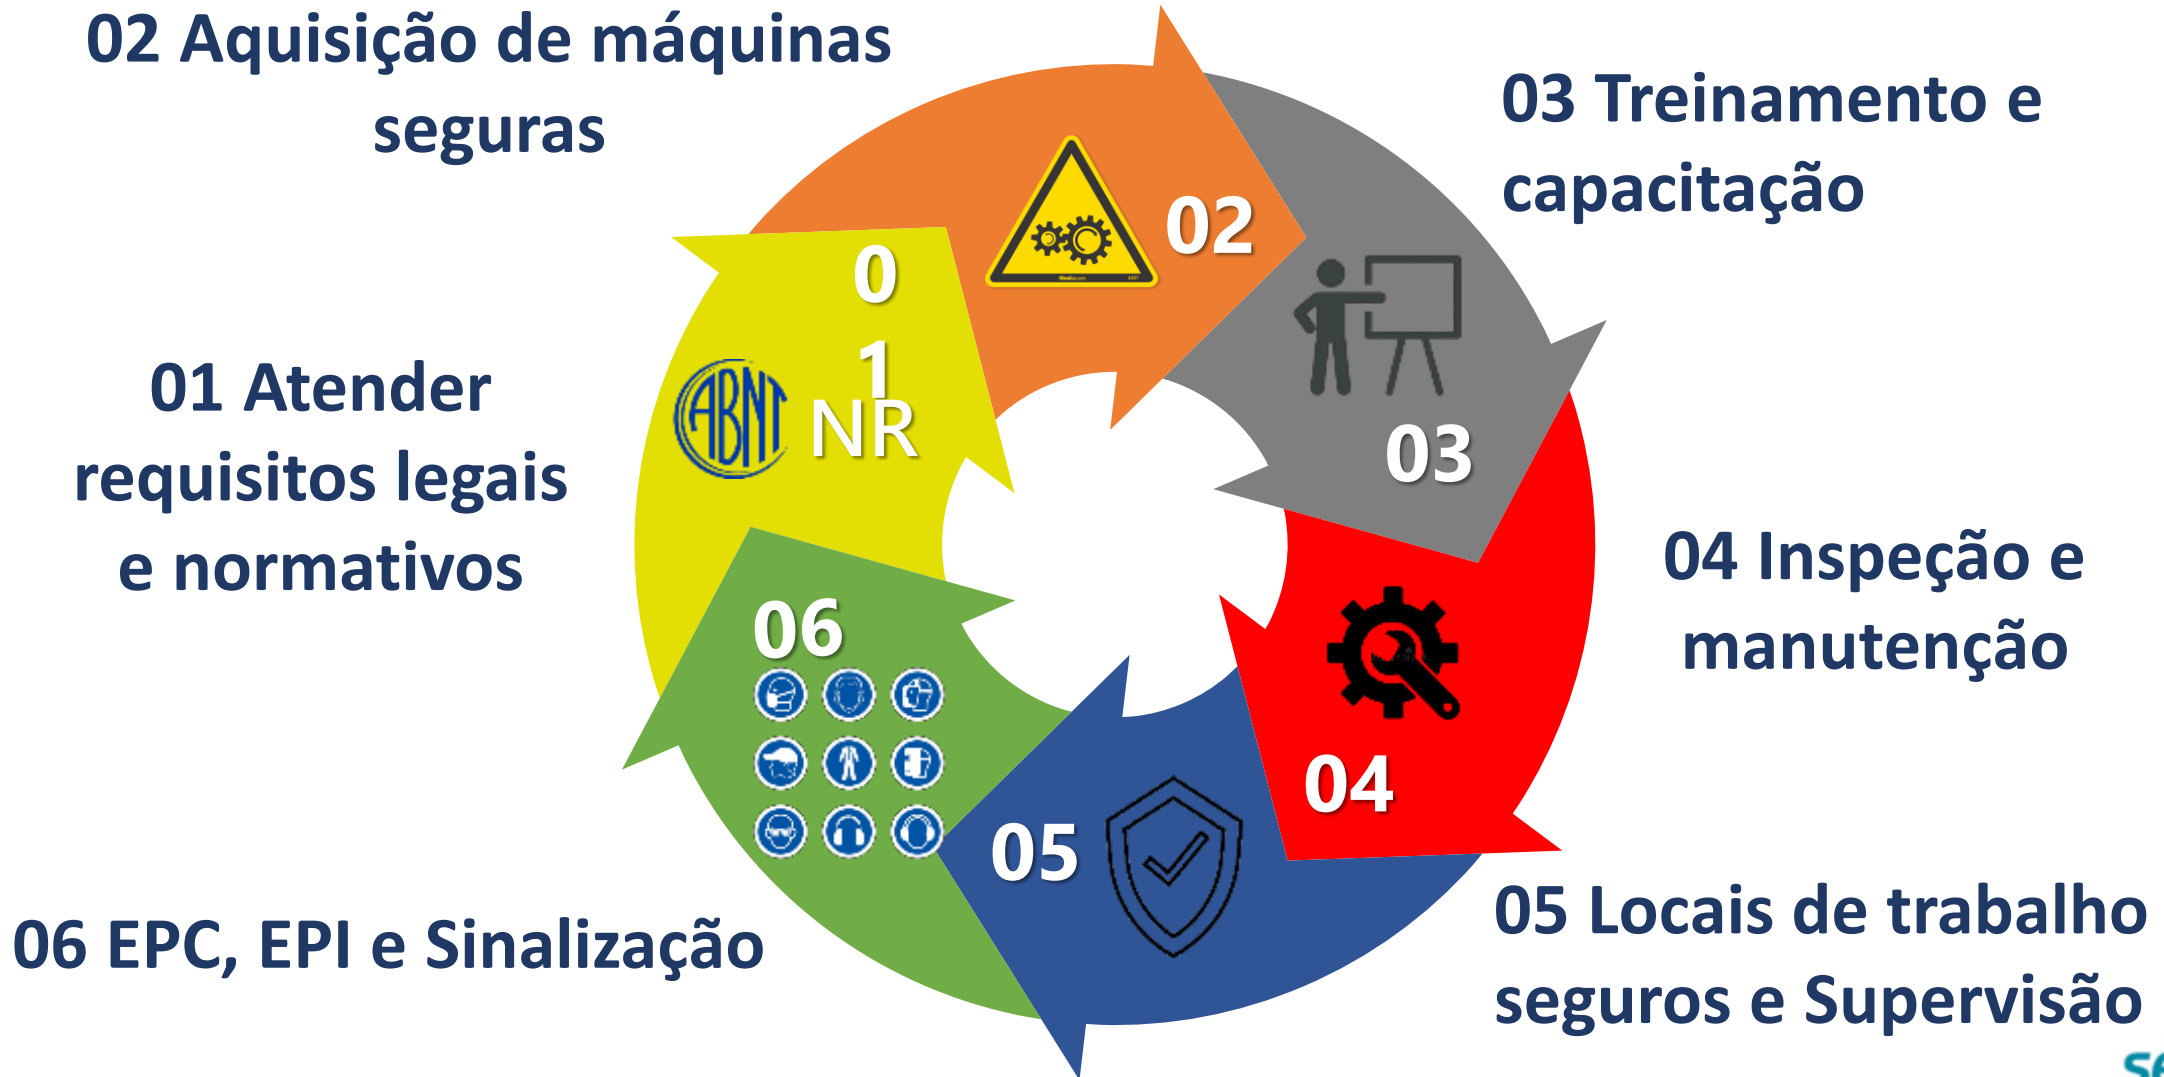 02 Aquisição de máquinas
seguras
03 Treinamento e
capacitação
01 Atender
requisitos legais
e normativos
04 Inspeção e
manutenção
05 Locais de trabalho
seguros e Supervisão
06 EPC, EPI e Sinalização
0
1
ABNT
NR
02
03
04
05
06